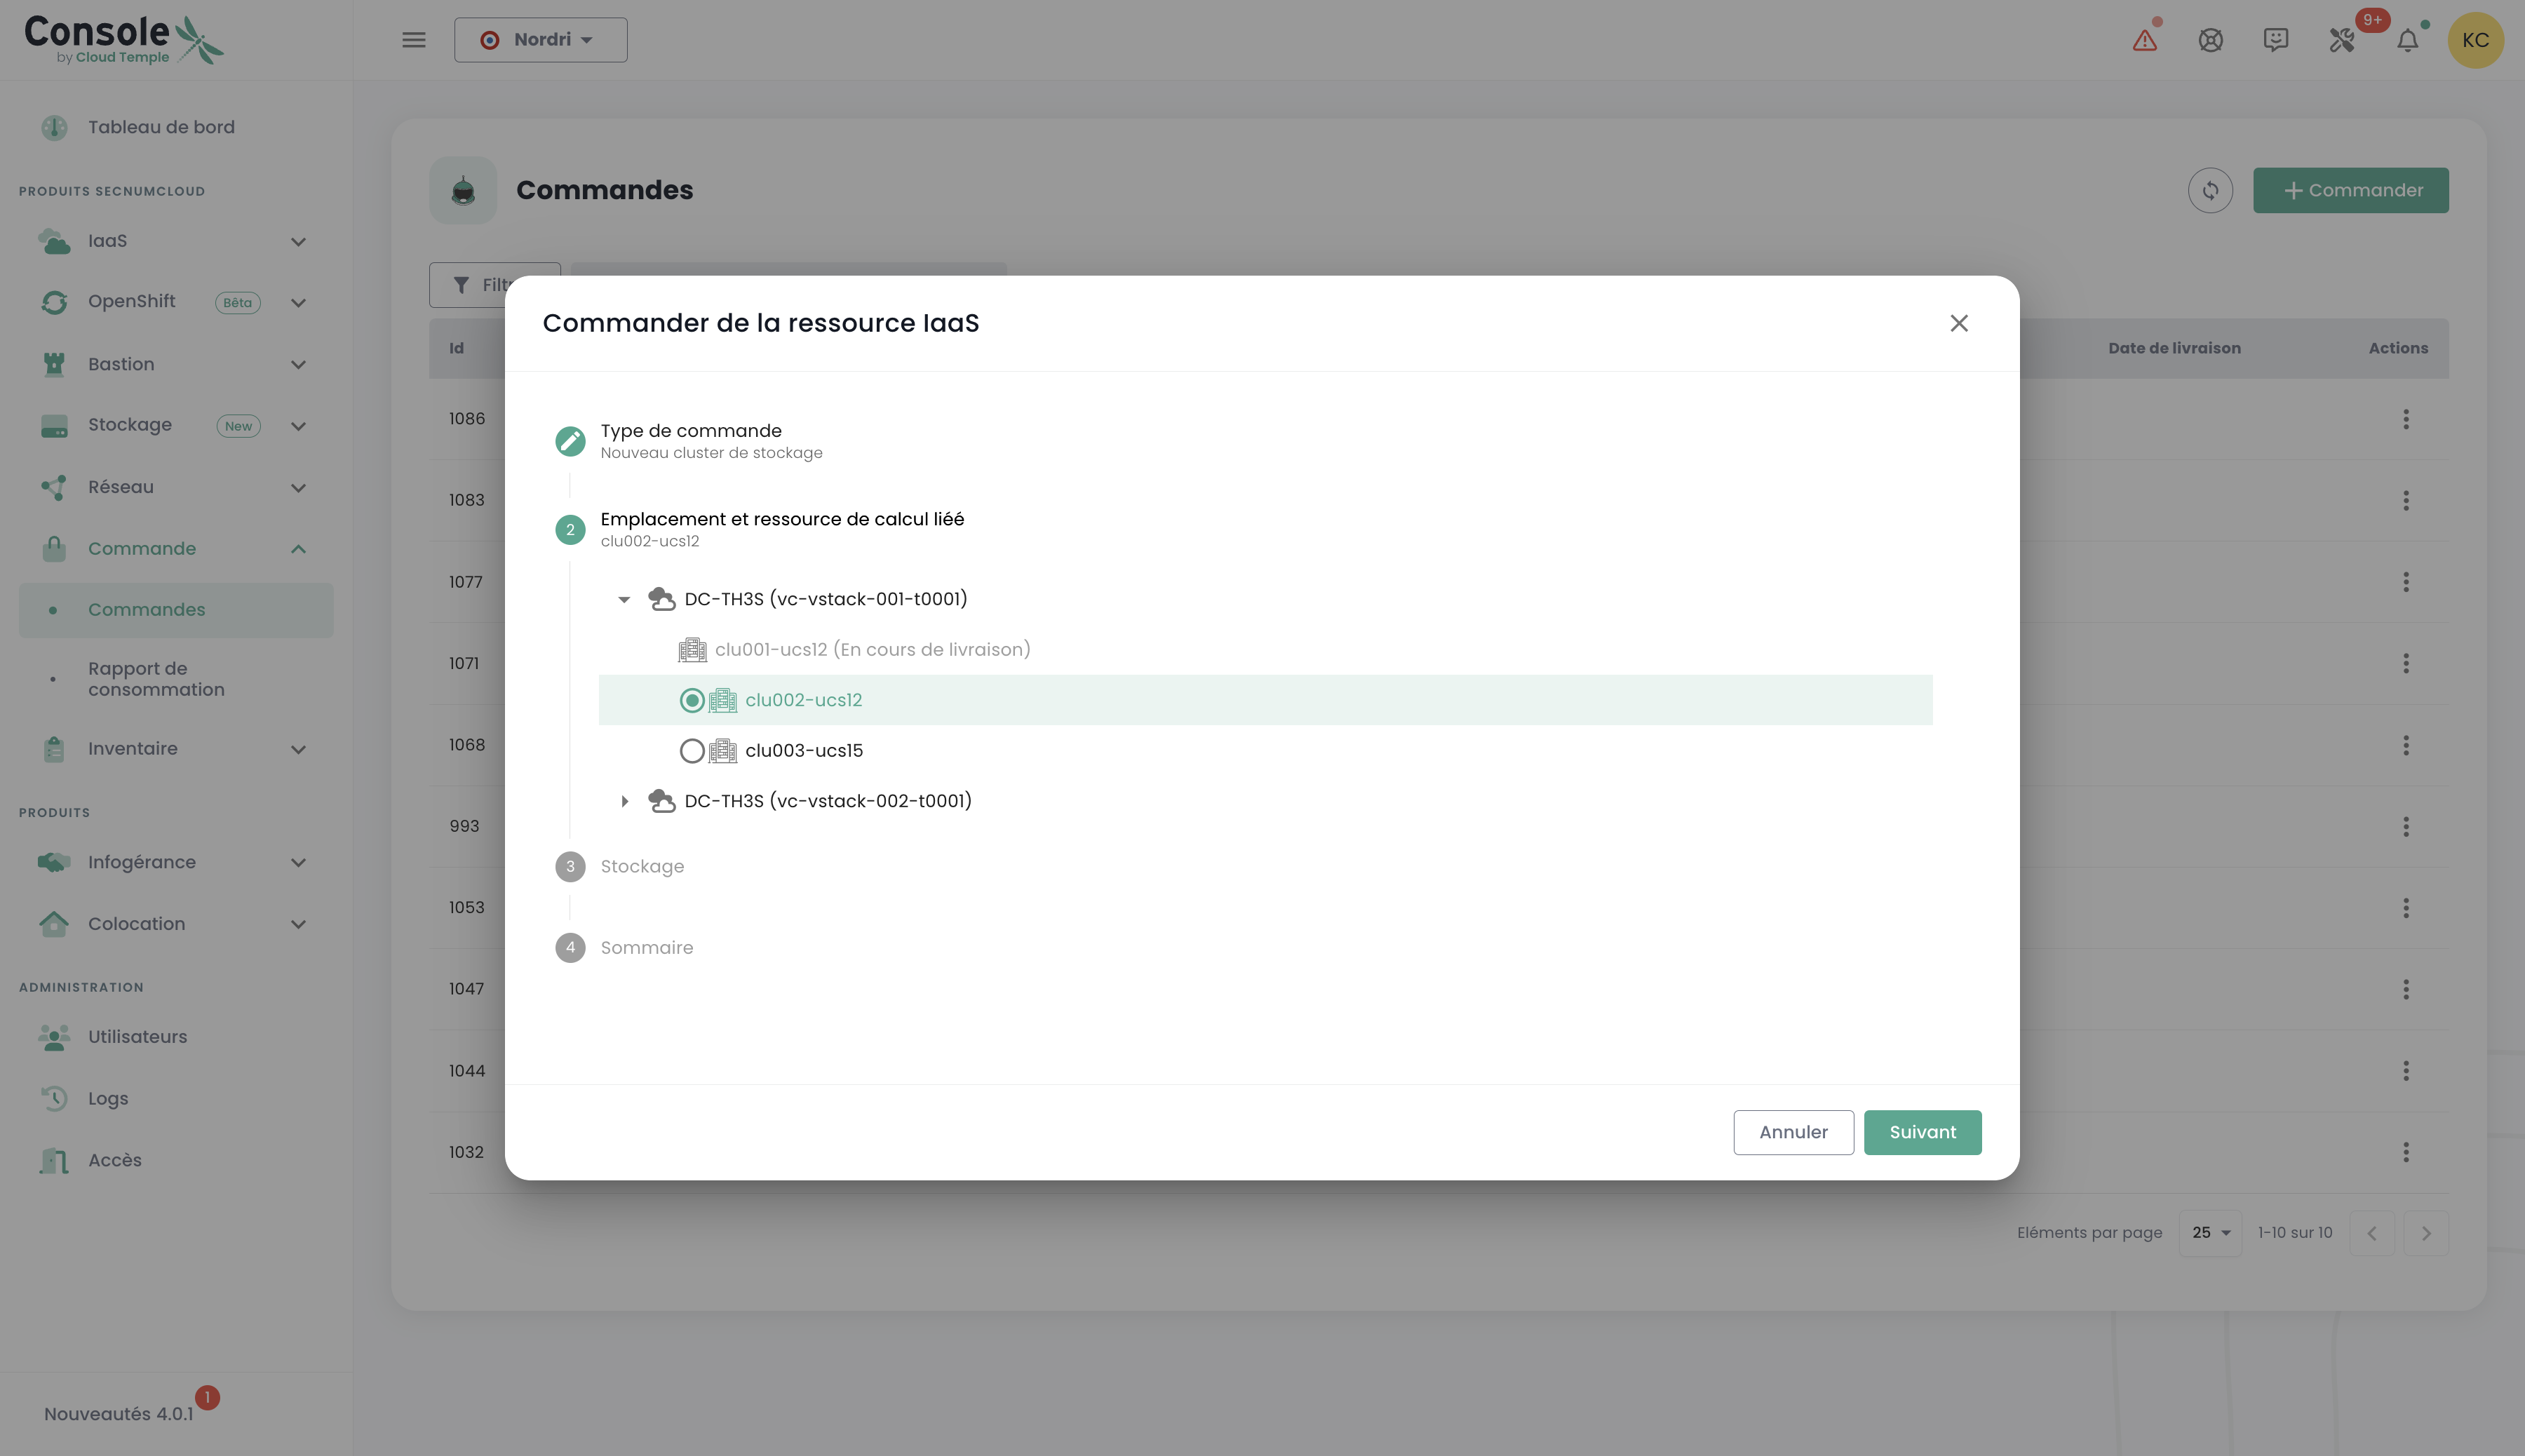 Console
by Cloud Temple
Nordri
9+
KC
Tableau de bord
PRODUITS SECNUMCLOUD
IaaS
OpenShift
Bêta
Bastion
Stockage
New
Réseau
Commande
Commandes
Rapport de
consommation
Inventaire
PRODUITS
Infogérance
Colocation
ADMINISTRATION
Utilisateurs
Logs
Accès
Nouveautés 4.0.1
1
Commandes
Commander
Id
Date de livraison
Actions
1086
1083
1077
1071
1068
993
1053
1047
1044
1032
Commander de la ressource IaaS
Type de commande
Nouveau cluster de stockage
2
Emplacement et ressource de calcul liéé
clu002-ucs12
DC-TH3S (vc-vstack-001-t0001)
clu001-ucs12 (En cours de livraison)
clu002-ucs12
clu003-ucs15
DC-TH3S (vc-vstack-002-t0001)
3
Stockage
4
Sommaire
Annuler
Suivant
Eléments par page
25
1-10 sur 10